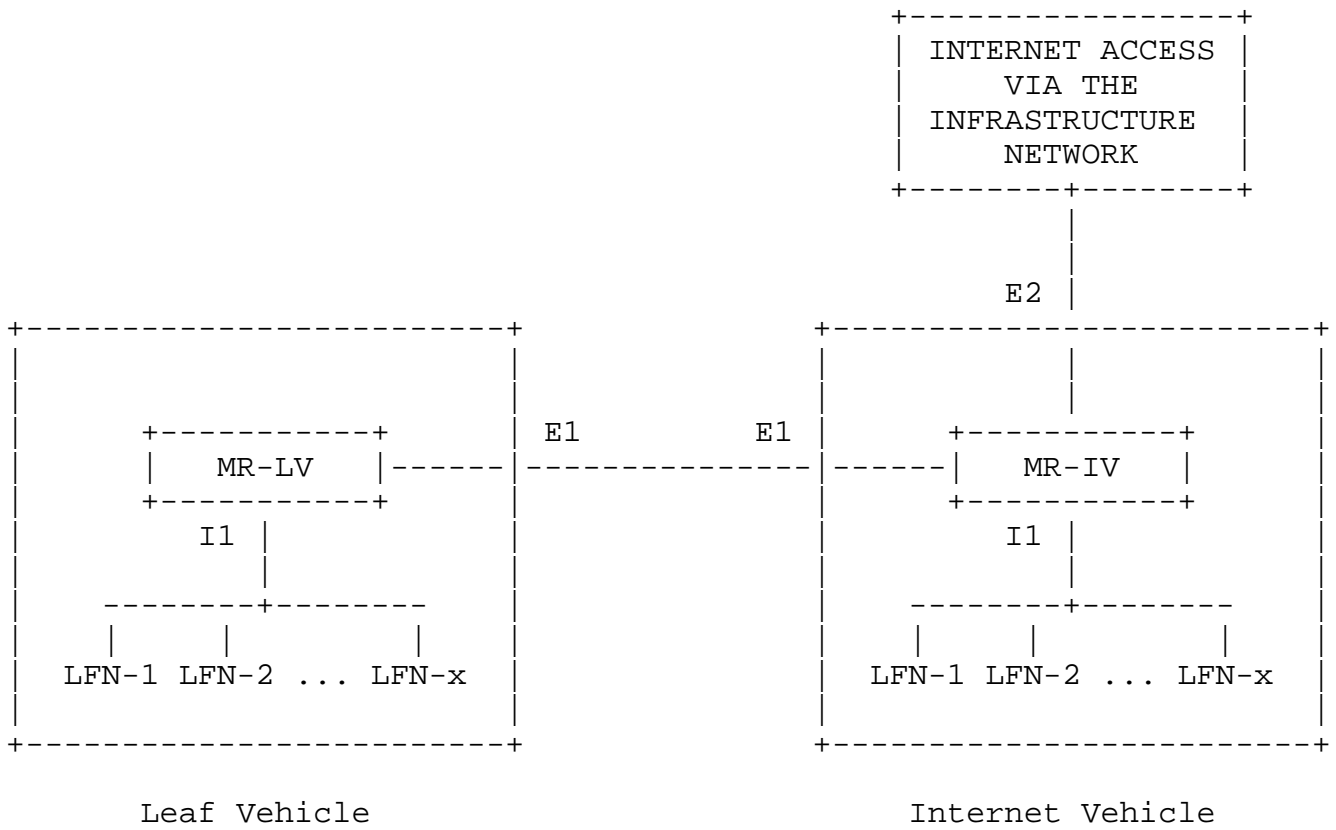 INTERNET ACCESS
VIA THE
INFRASTRUCTURE
NETWORK
E2
E1 E1
MR-LV MR-IV
I1 I1
LFN-1 LFN-2 ... LFN-x LFN-1 LFN-2 ... LFN-x
Leaf Vehicle Internet Vehicle